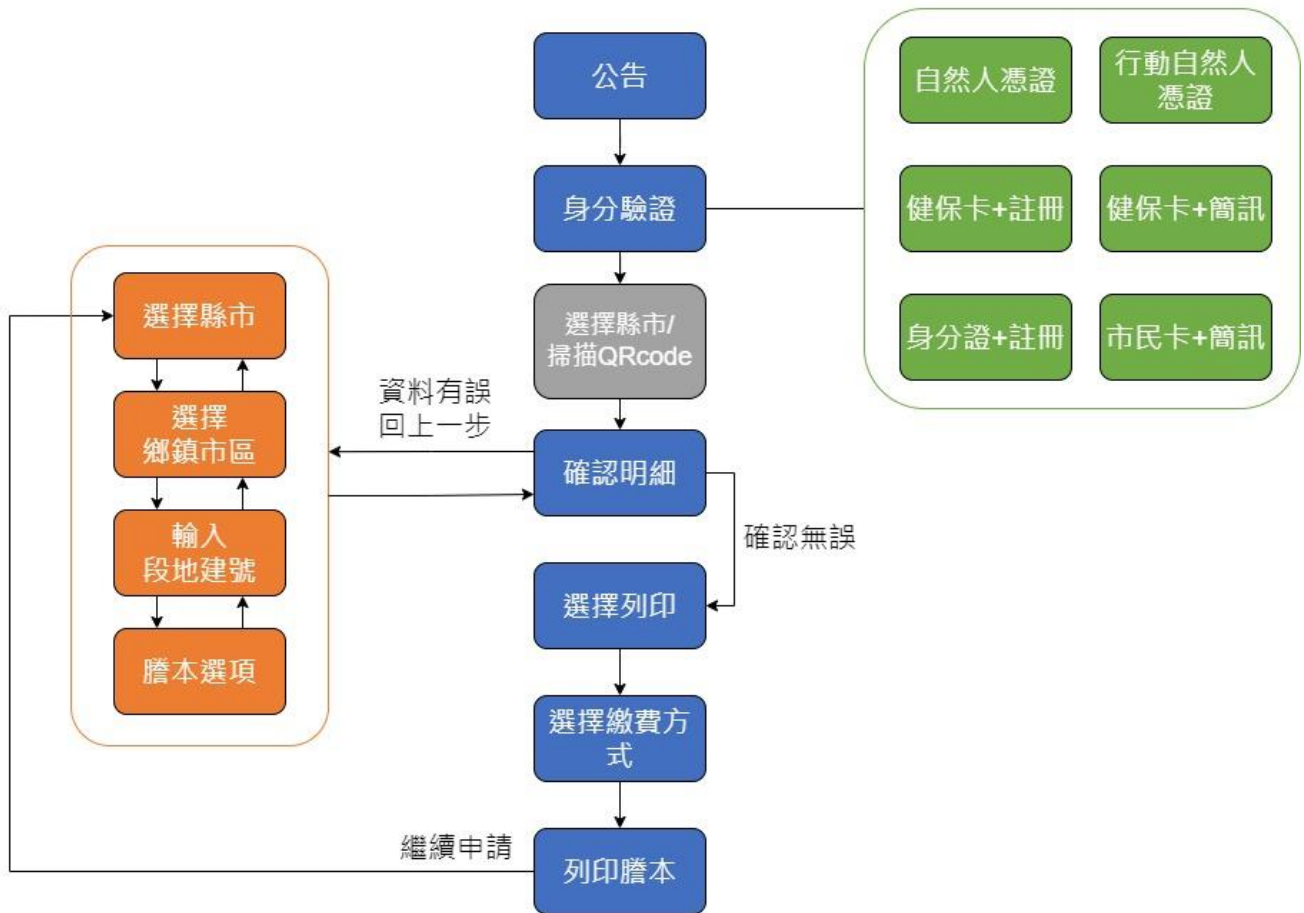 公告
自然人憑證
行動自然人
憑證
身分驗證
健保卡+註冊
健保卡+簡訊
選擇縣市
選擇縣市/
掃描QRcode
身分證+註冊
市民卡+簡訊
選擇
鄉鎮市區
資料有誤
回上一步
確認明細
輸入
段地建號
確認無誤
選擇列印
謄本選項
選擇繳費方
式
繼續申請
列印謄本